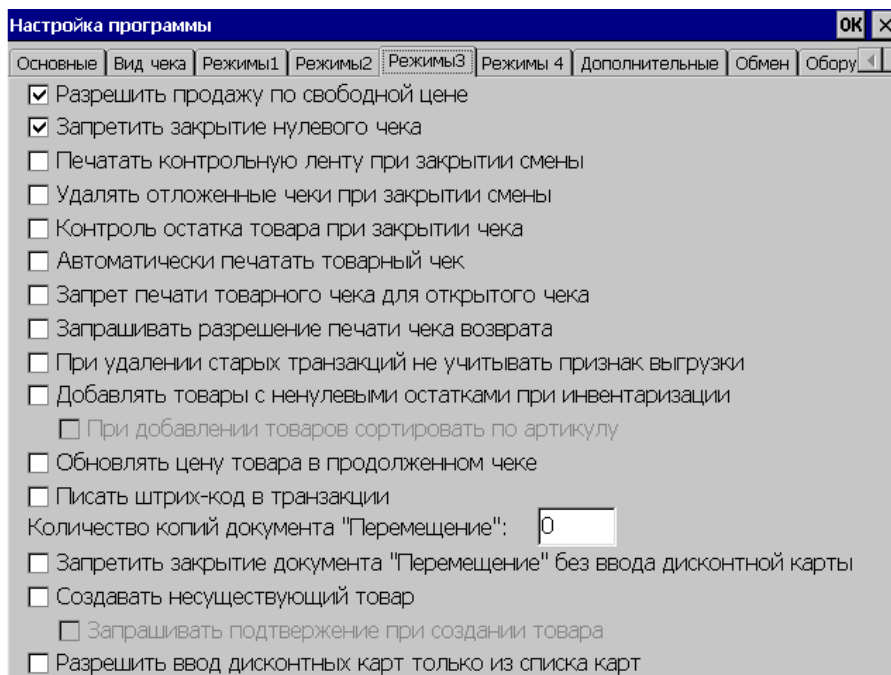 Настройка программы OK ×
Основные Вид чека Режимы1 Режимы2 Режимы3 Режимы 4 Дополнительные Обмен Обору
Разрешить продажу по свободной цене
Запретить закрытие нулевого чека
Печатать контрольную ленту при закрытии смены
Удалять отложенные чеки при закрытии смены
Контроль остатка товара при закрытии чека
Автоматически печатать товарный чек
Запрет печати товарного чека для открытого чека
Запрашивать разрешение печати чека возврата
При удалении старых транзакций не учитывать признак выгрузки
Добавлять товары с ненулевыми остатками при инвентаризации
При добавлении товаров сортировать по артикулу
Обновлять цену товара в продолженном чеке
Писать штрих-код в транзакции
Количество копий документа "Перемещение": 0
Запретить закрытие документа "Перемещение" без ввода дисконтной карты
Создавать несуществующий товар
Запрашивать подтвержение при создании товара
Разрешить ввод дисконтных карт только из списка карт